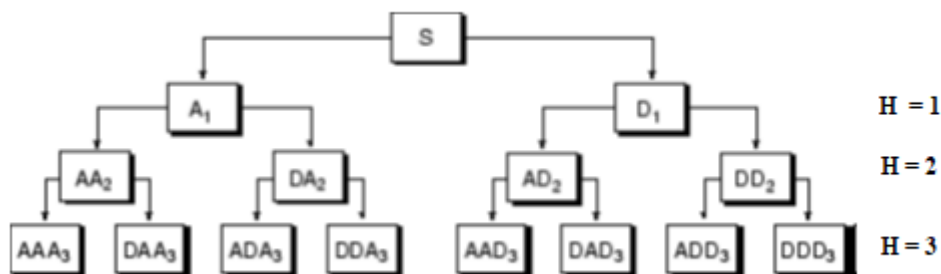 S
A₁ D₁ H = 1
AA₂ DA₂ AD₂ DD₂ H = 2
AAA₃ DAA₃ ADA₃ DDA₃ AAD₃ DAD₃ ADD₃ DDD₃ H = 3